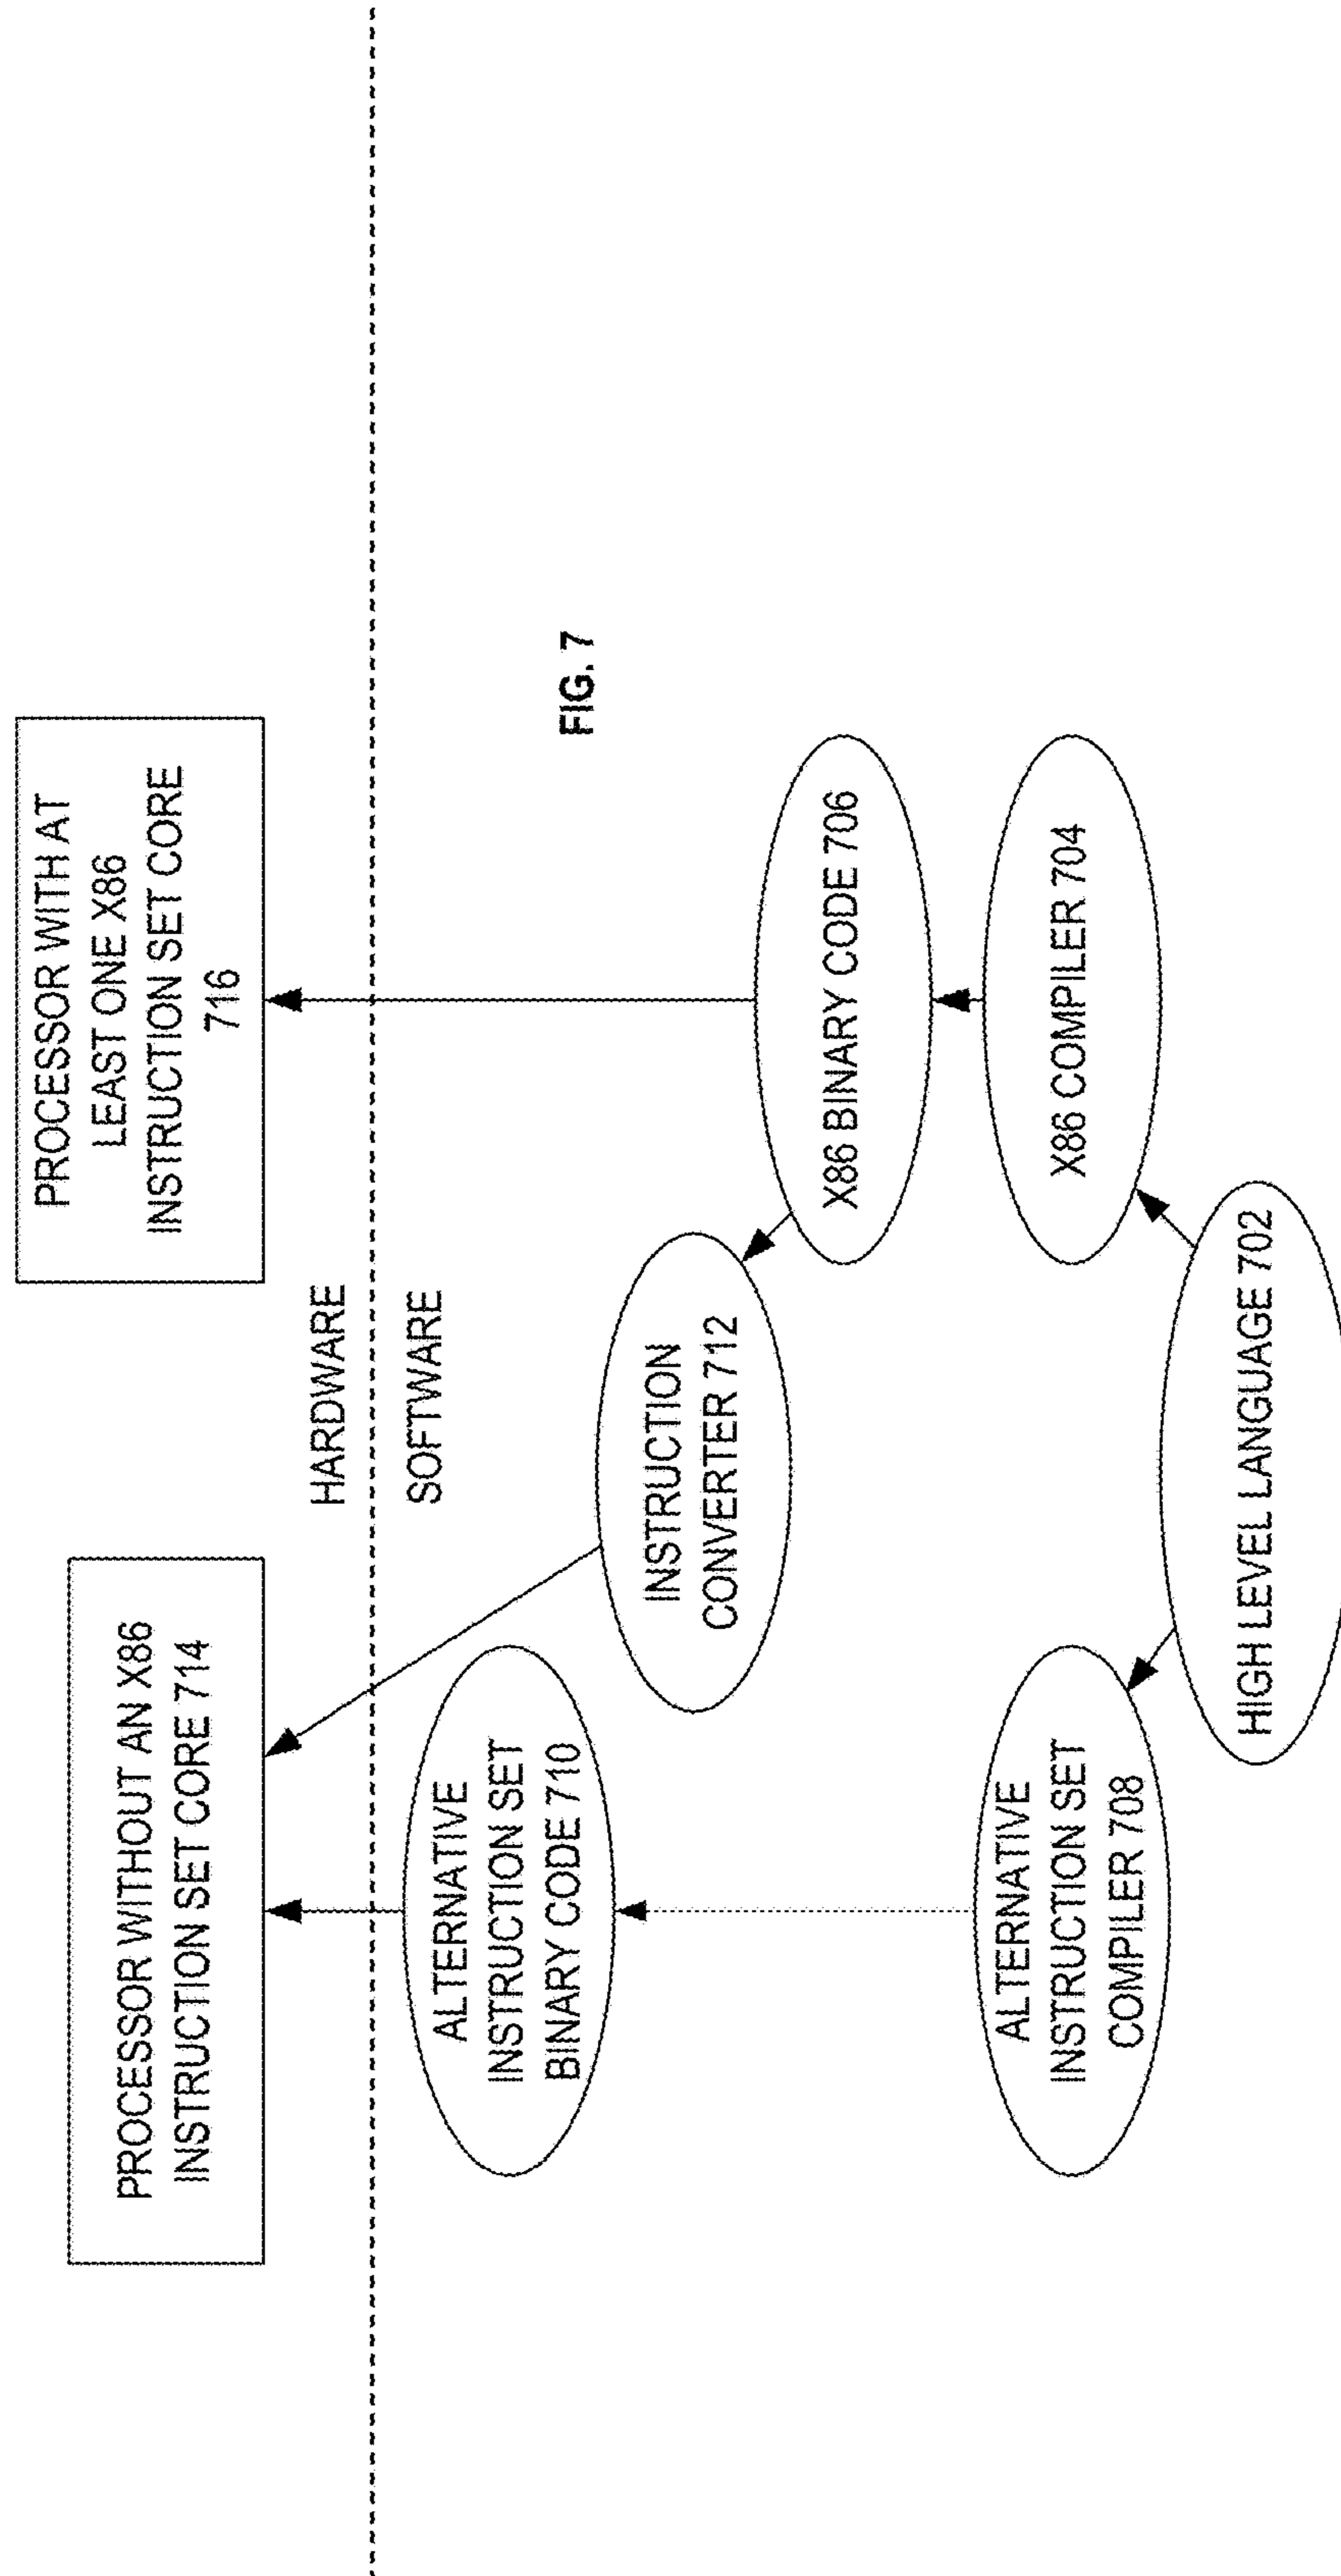 PROCESSOR WITHOUT AN X86
INSTRUCTION SET CORE 714
PROCESSOR WITH AT
LEAST ONE X86
INSTRUCTION SET CORE
716
HARDWARE
SOFTWARE
ALTERNATIVE
INSTRUCTION SET
BINARY CODE 710
INSTRUCTION
CONVERTER 712
FIG. 7
X86 BINARY CODE 706
ALTERNATIVE
INSTRUCTION SET
COMPILER 708
X86 COMPILER 704
HIGH LEVEL LANGUAGE 702